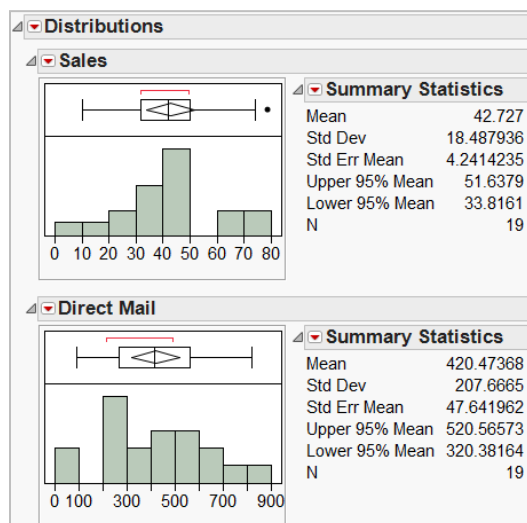 Distributions
Sales
0 10 20 30 40 50 60 70 80
Summary Statistics
Mean 42.727
Std Dev 18.487936
Std Err Mean 4.2414235
Upper 95% Mean 51.6379
Lower 95% Mean 33.8161
N 19
Direct Mail
0 100 300 500 700 900
Summary Statistics
Mean 420.47368
Std Dev 207.6665
Std Err Mean 47.641962
Upper 95% Mean 520.56573
Lower 95% Mean 320.38164
N 19